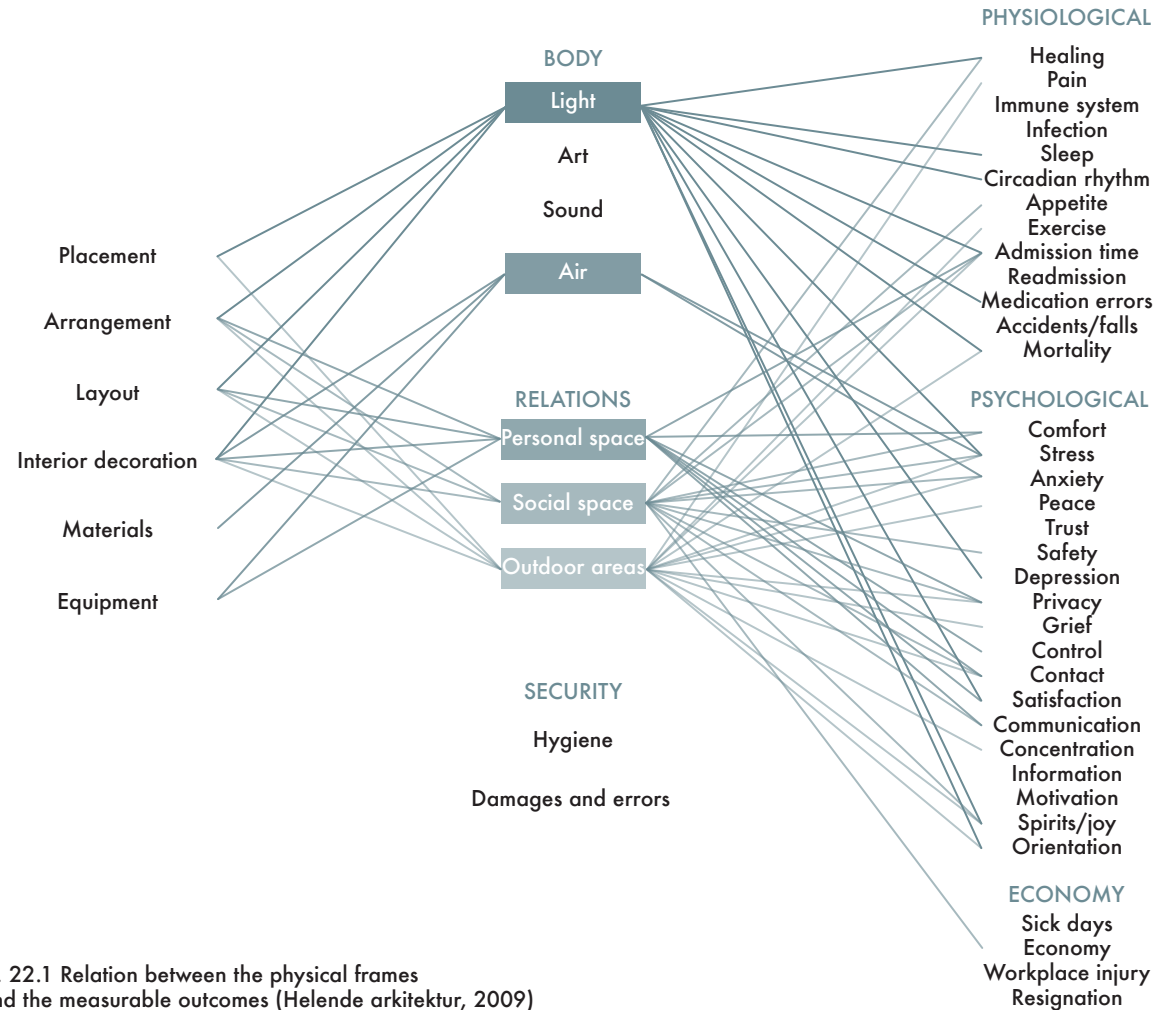 Placement
Arrangement
Layout
Interior decoration
Materials
Equipment
BODY
Light
Art
Sound
Air
RELATIONS
Personal space
Social space
Outdoor areas
SECURITY
Hygiene
Damages and errors
PHYSIOLOGICAL
Healing
Pain
Immune system
Infection
Sleep
Circadian rhythm
Appetite
Exercise
Admission time
Readmission
Medication errors
Accidents/falls
Mortality
PSYCHOLOGICAL
Comfort
Stress
Anxiety
Peace
Trust
Safety
Depression
Privacy
Grief
Control
Contact
Satisfaction
Communication
Concentration
Information
Motivation
Spirits/joy
Orientation
ECONOMY
Sick days
Economy
Workplace injury
Resignation
22.1 Relation between the physical frames
the measurable outcomes (Helende arkitektur, 2009)